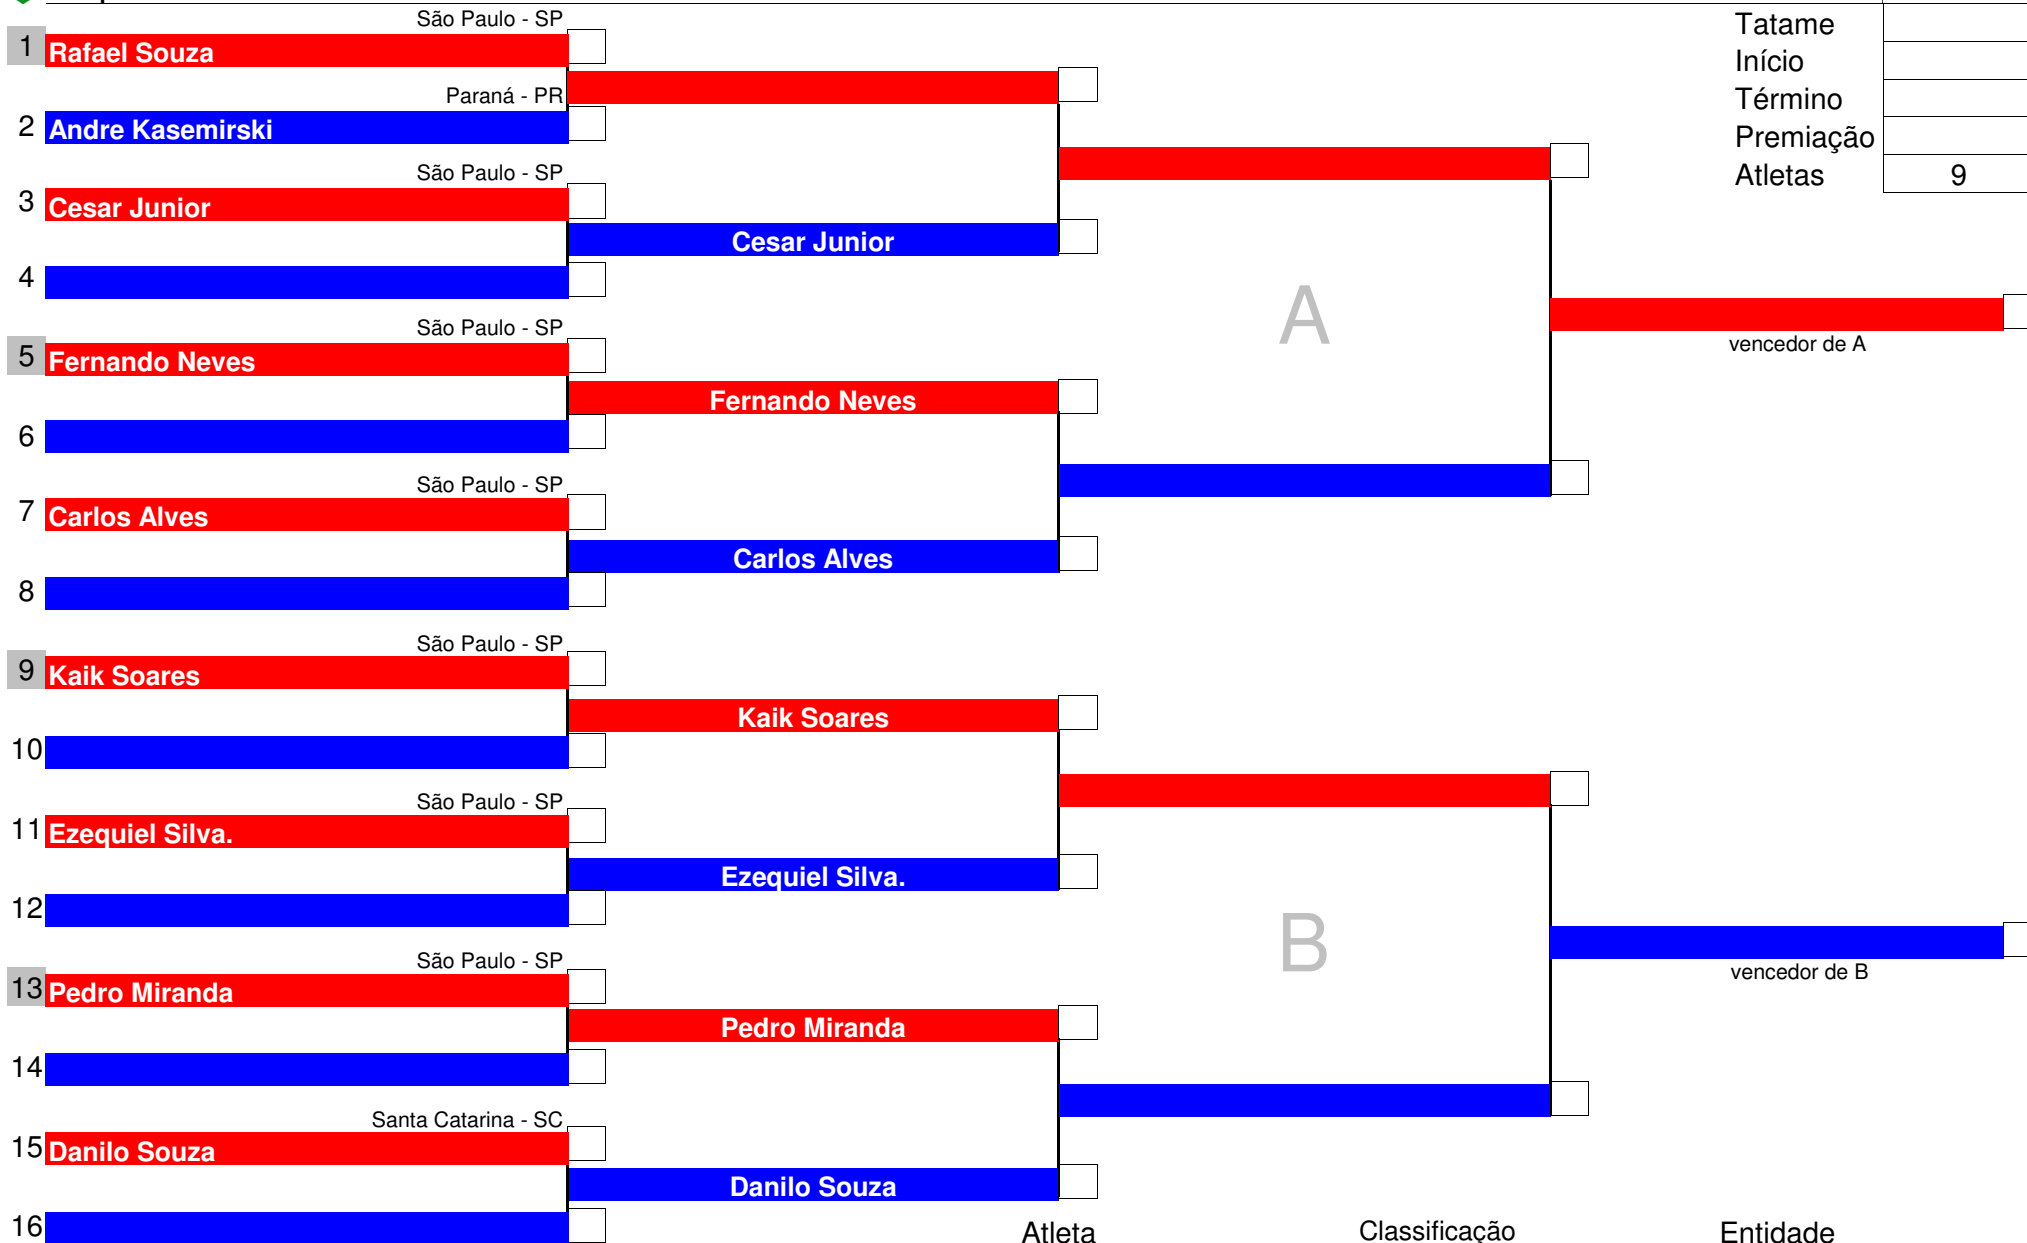 São Paulo - SP
1 Rafael Souza
Paraná - PR
2 Andre Kasemirski
São Paulo - SP
3 Cesar Junior
Cesar Junior
4
São Paulo - SP
5 Fernando Neves
Fernando Neves
6
São Paulo - SP
7 Carlos Alves
Carlos Alves
8
São Paulo - SP
9 Kaik Soares
Kaik Soares
10
São Paulo - SP
11 Ezequiel Silva.
Ezequiel Silva.
12
São Paulo - SP
13 Pedro Miranda
Pedro Miranda
14
Santa Catarina - SC
15 Danilo Souza
Danilo Souza
16
A
B
vencedor de A
vencedor de B
Tatame
Início
Término
Premiação
Atletas 9
Atleta Classificação Entidade